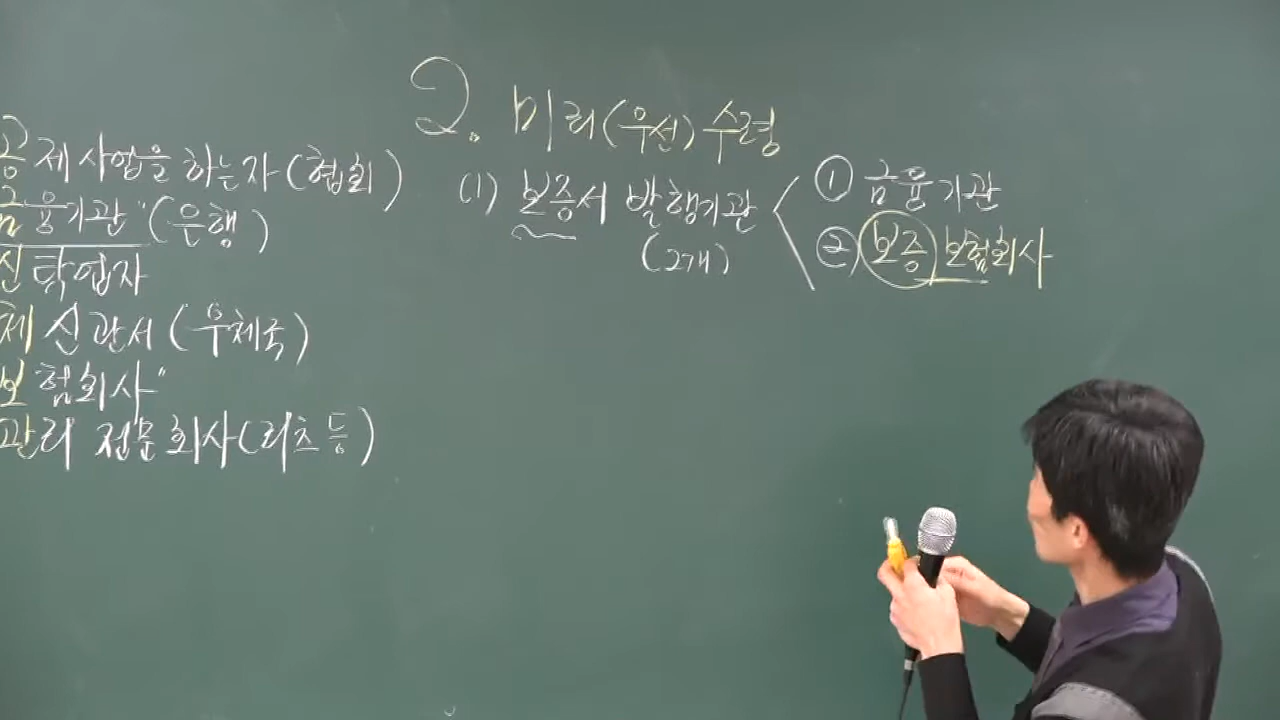 공제사업을 하는자(협회)
금융기관"(은행)
신탁업자
체신관서(우체국)
보험회사"
관리 전문회사(리츠등)
2. 미리(우선)수령
(1) 보증서 발행기관
(2개)
① 금융기관
② 보증보험회사